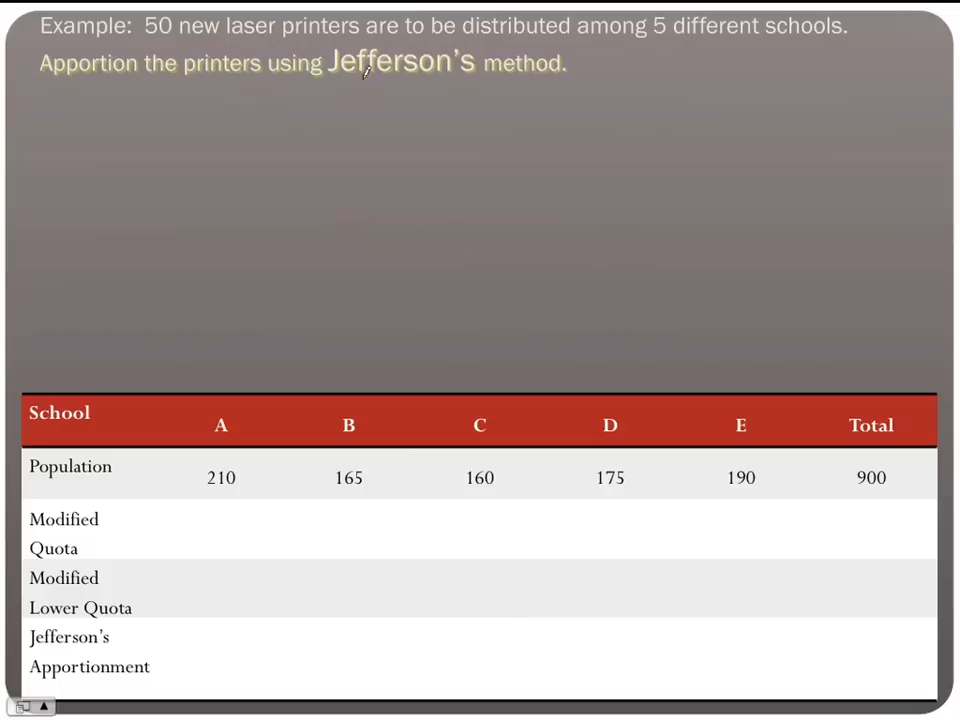 Example: 50 new laser printers are to be distributed among 5 different schools.
Apportion the printers using Jefferson's method.
School A B C D E Total
Population 210 165 160 175 190 900
Modified
Quota
Modified
Lower Quota
Jefferson's
Apportionment